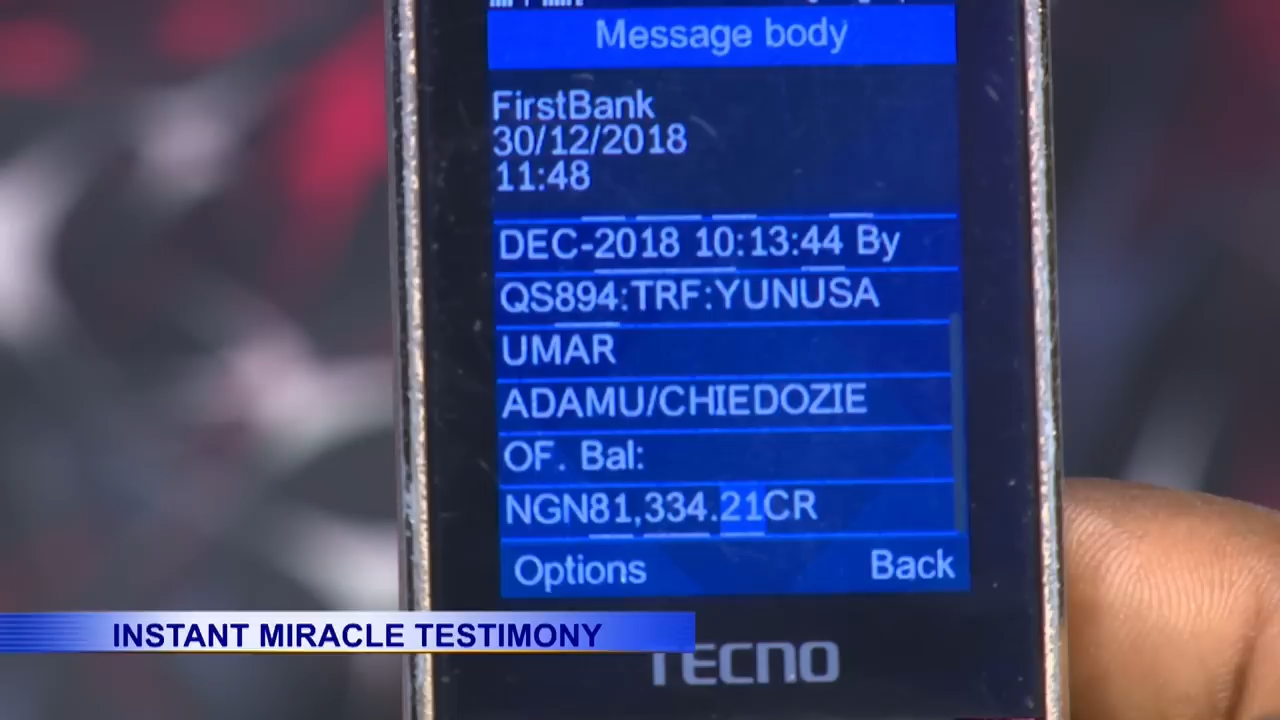 Message body
FirstBank
30/12/2018
11:48
DEC-2018 10:13:44 By
QS894:TRF:YUNUSA
UMAR
ADAMU/CHIEDOZIE
OF. Bal:
NGN81,334.21CR
Options Back
INSTANT MIRACLE TESTIMONY
TECNO